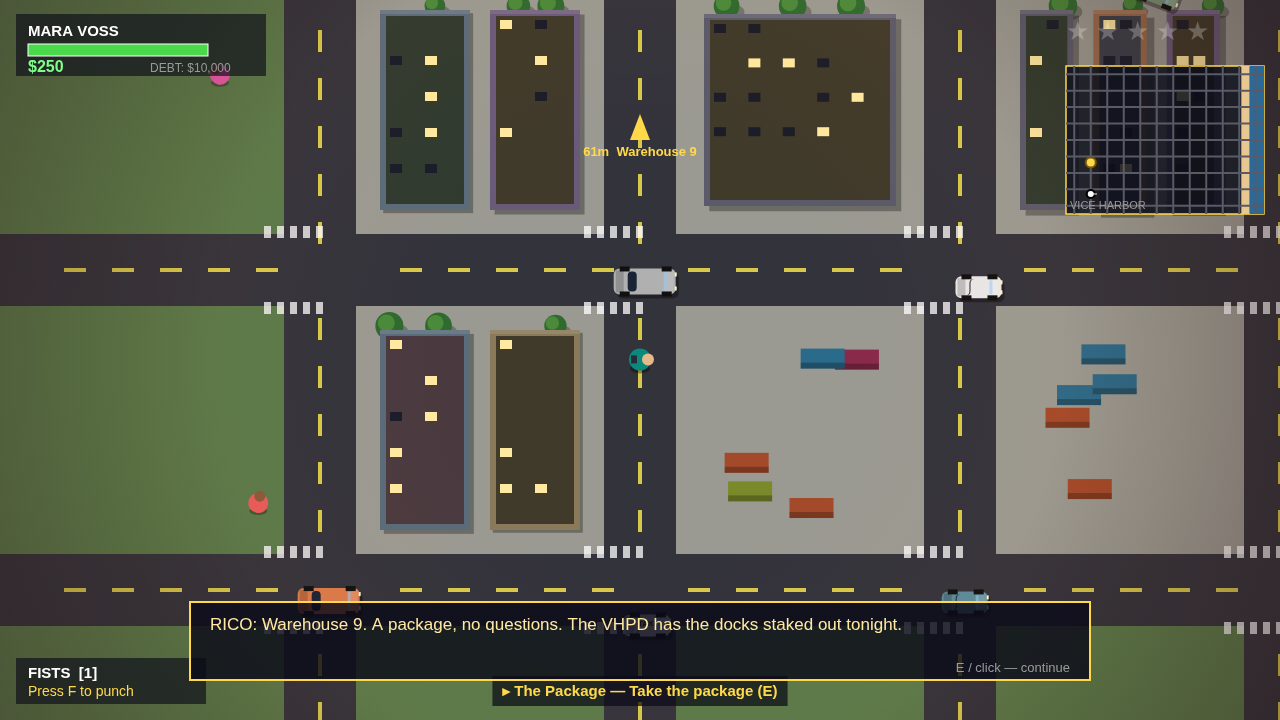 MARA VOSS
$250
DEBT: $10,000
61m  Warehouse 9
VICE HARBOR
RICO: Warehouse 9. A package, no questions. The VHPD has the docks staked out tonight.
E / click — continue
FISTS  [1]
Press F to punch
▸ The Package — Take the package (E)